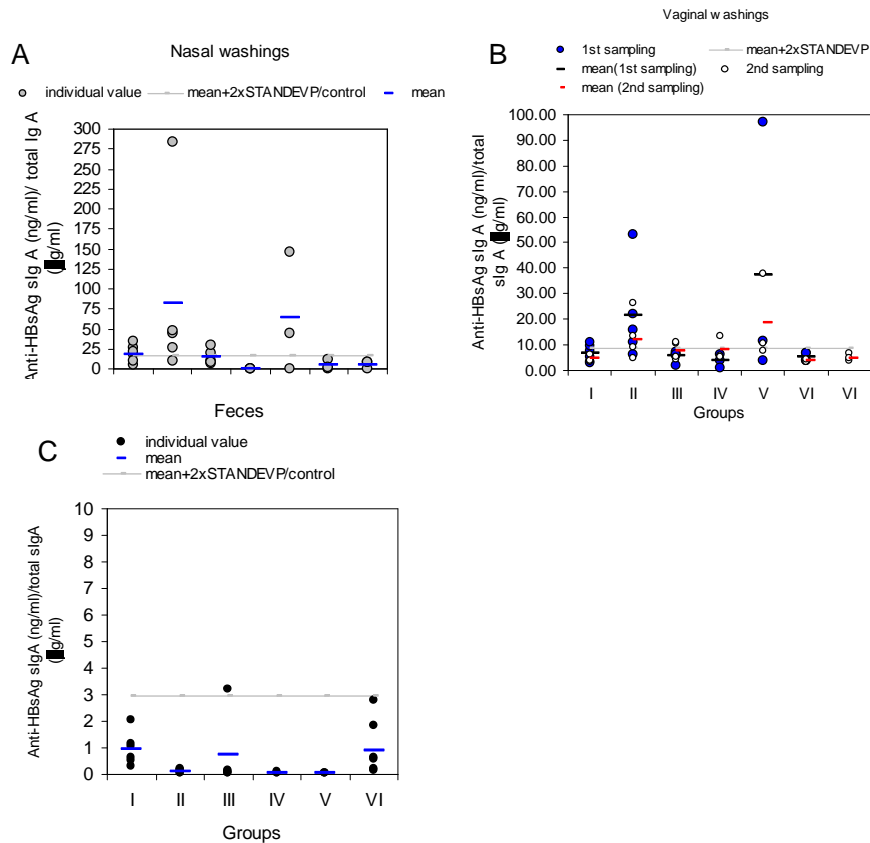 A
Nasal washings
individual value
mean+2xSTANDEVP/control
mean
300
275
250
225
200
175
150
125
100
75
50
25
0
Anti-HBsAg sIg A (ng/ml)/ total Ig A
g/ml)
Feces
Vaginal washings
B
1st sampling
mean+2xSTANDEVP
mean(1st sampling)
2nd sampling
mean (2nd sampling)
100.00
90.00
80.00
70.00
60.00
50.00
40.00
30.00
20.00
10.00
0.00
Anti-HBsAg sIg A (ng/ml)/total
sIg A g/ml)
I II III IV V VI VI
Groups
C
individual value
mean
mean+2xSTANDEVP/control
10
9
8
7
6
5
4
3
2
1
0
Anti-HBsAg sIgA (ng/ml)/total sIgA
g/ml)
I II III IV V VI
Groups